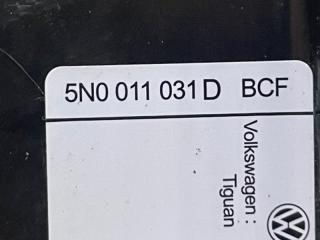 5N0 011 031 D BCF
Volkswagen :
Tiguan